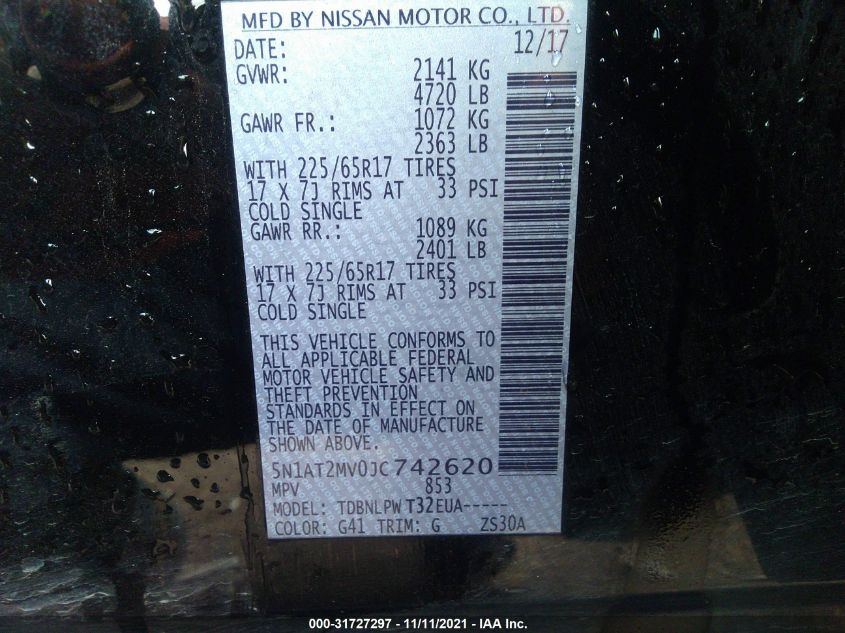 MFD BY NISSAN MOTOR CO., LTD.
DATE: 12/17
GVWR: 2141 KG
4720 LB
GAWR FR.: 1072 KG
2363 LB
WITH 225/65R17 TIRES
17 X 7J RIMS AT 33 PSI
COLD SINGLE
GAWR RR.: 1089 KG
2401 LB
WITH 225/65R17 TIRES
17 X 7J RIMS AT 33 PSI
COLD SINGLE
THIS VEHICLE CONFORMS TO
ALL APPLICABLE FEDERAL
MOTOR VEHICLE SAFETY AND
THEFT PREVENTION
STANDARDS IN EFFECT ON
THE DATE OF MANUFACTURE
SHOWN ABOVE.
5N1AT2MV0JC742620
MPV 853
MODEL: TDBNLPW T32EUA-----
COLOR: G41 TRIM: G ZS30A
000-31727297 - 11/11/2021 - IAA Inc.